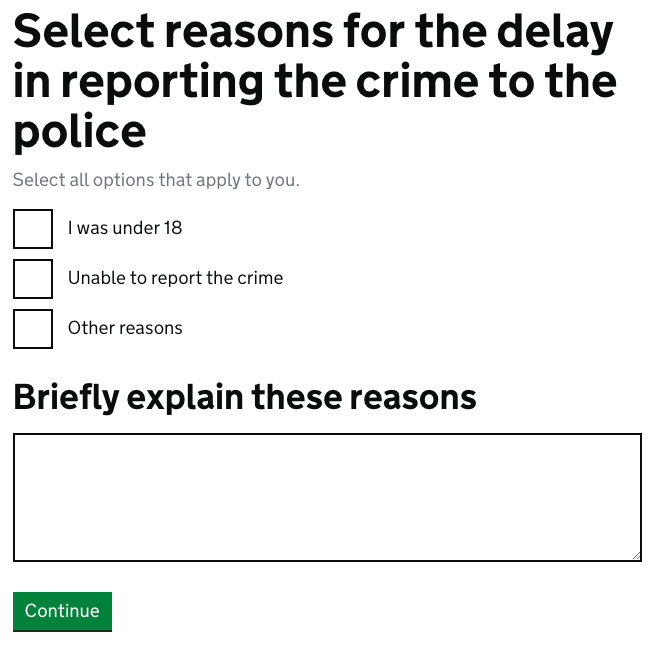 Select reasons for the delay
in reporting the crime to the
police
Select all options that apply to you.
I was under 18
Unable to report the crime
Other reasons
Briefly explain these reasons
Continue